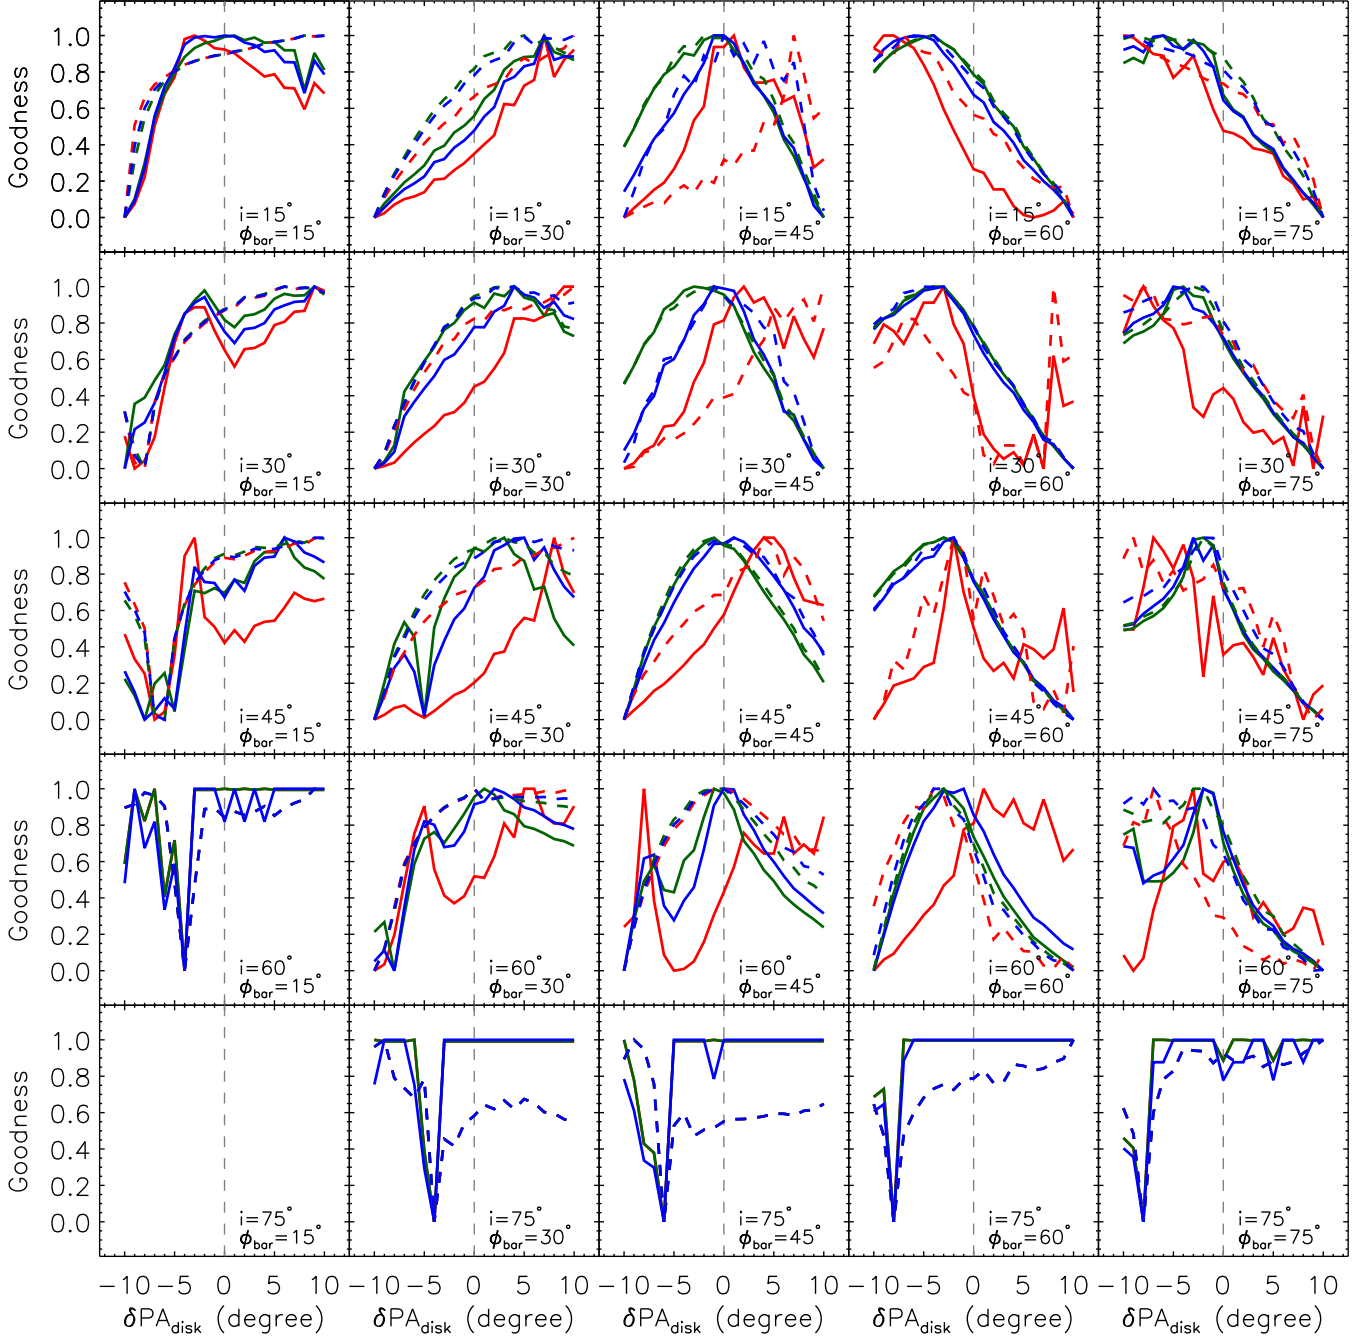 Goodness 1.0 0.8 0.6 0.4 0.2 0.0
i=15° i=15° i=15° i=15° i=15°
ϕbar=15° ϕbar=30° ϕbar=45° ϕbar=60° ϕbar=75°
Goodness 1.0 0.8 0.6 0.4 0.2 0.0
i=30° i=30° i=30° i=30° i=30°
ϕbar=15° ϕbar=30° ϕbar=45° ϕbar=60° ϕbar=75°
Goodness 1.0 0.8 0.6 0.4 0.2 0.0
i=45° i=45° i=45° i=45° i=45°
ϕbar=15° ϕbar=30° ϕbar=45° ϕbar=60° ϕbar=75°
Goodness 1.0 0.8 0.6 0.4 0.2 0.0
i=60° i=60° i=60° i=60° i=60°
ϕbar=15° ϕbar=30° ϕbar=45° ϕbar=60° ϕbar=75°
Goodness 1.0 0.8 0.6 0.4 0.2 0.0
i=75° i=75° i=75° i=75° i=75°
ϕbar=15° ϕbar=30° ϕbar=45° ϕbar=60° ϕbar=75°
−10 −5 0 5 10 −10 −5 0 5 10 −10 −5 0 5 10 −10 −5 0 5 10 −10 −5 0 5 10
δPAdisk (degree) δPAdisk (degree) δPAdisk (degree) δPAdisk (degree) δPAdisk (degree)